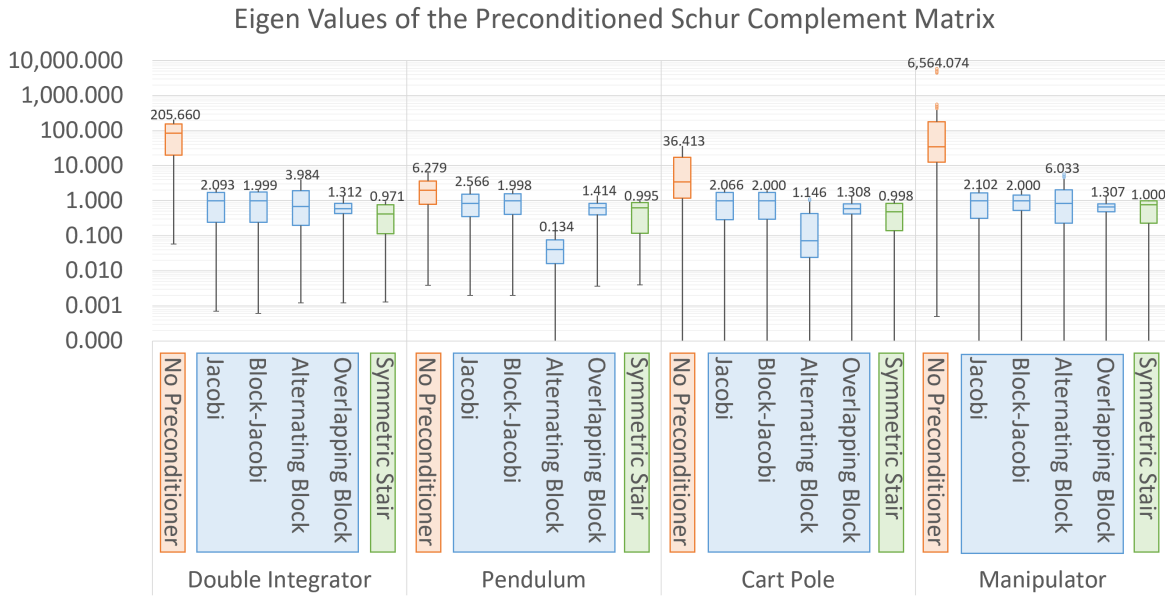 Eigen Values of the Preconditioned Schur Complement Matrix
10,000.000
1,000.000
100.000
10.000
1.000
0.100
0.010
0.001
0.000
205.660
2.093
1.999
3.984
1.312
0.971
6.279
2.566
1.998
0.134
1.414
0.995
36.413
2.066
2.000
1.146
1.308
0.998
6,564.074
2.102
2.000
6.033
1.307
1.000
No Preconditioner
Jacobi
Block-Jacobi
Alternating Block
Overlapping Block
Symmetric Stair
No Preconditioner
Jacobi
Block-Jacobi
Alternating Block
Overlapping Block
Symmetric Stair
No Preconditioner
Jacobi
Block-Jacobi
Alternating Block
Overlapping Block
Symmetric Stair
No Preconditioner
Jacobi
Block-Jacobi
Alternating Block
Overlapping Block
Symmetric Stair
Double Integrator
Pendulum
Cart Pole
Manipulator